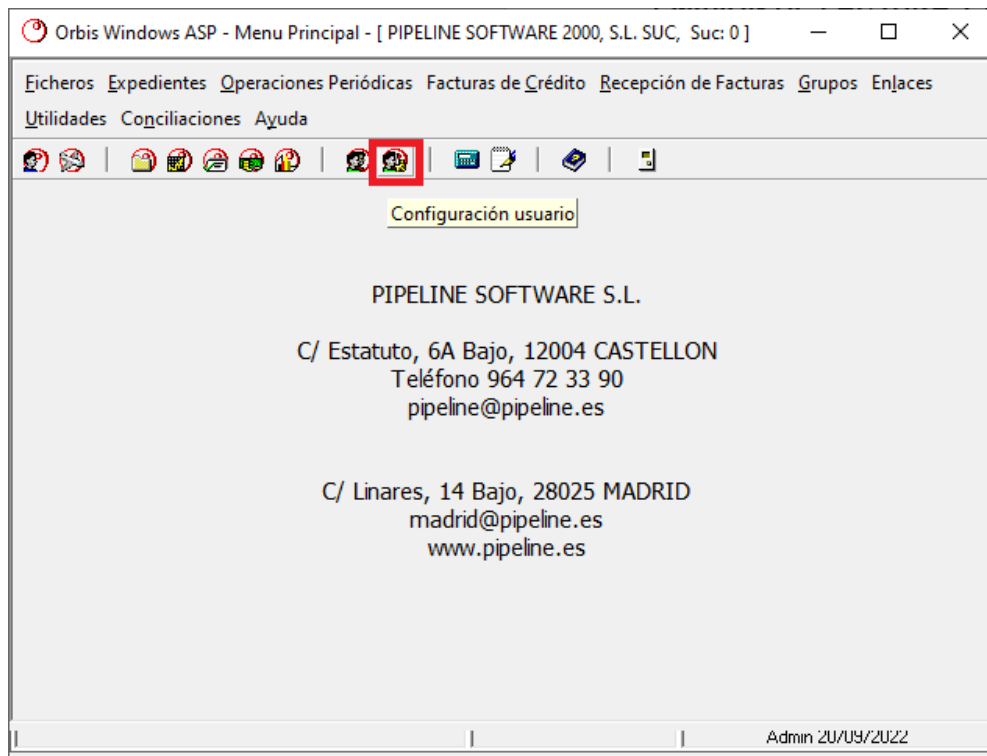 Orbis Windows ASP - Menu Principal - [ PIPELINE SOFTWARE 2000, S.L. SUC, Suc: 0 ]
Ficheros Expedientes Operaciones Periódicas Facturas de Crédito Recepción de Facturas Grupos Enlaces
Utilidades Conciliaciones Ayuda
Configuración usuario
PIPELINE SOFTWARE S.L.
C/ Estatuto, 6A Bajo, 12004 CASTELLON
Teléfono 964 72 33 90
pipeline@pipeline.es
C/ Linares, 14 Bajo, 28025 MADRID
madrid@pipeline.es
www.pipeline.es
Admin 20/09/2022